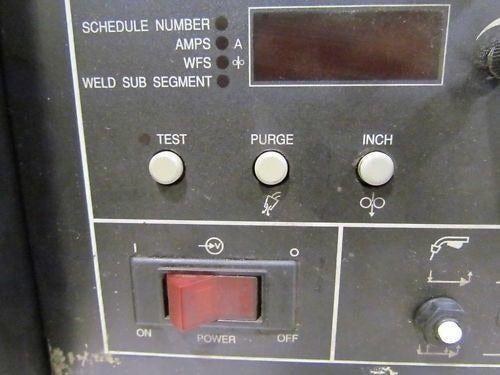 SCHEDULE NUMBER
AMPS A
WFS
WELD SUB SEGMENT
TEST PURGE INCH
I V O
ON POWER OFF